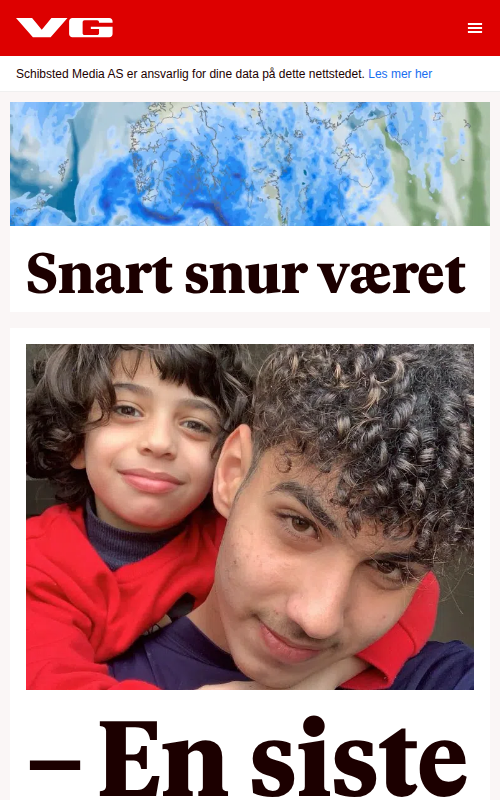 VG
Schibsted Media AS er ansvarlig for dine data på dette nettstedet. Les mer her
Snart snur været
– En siste